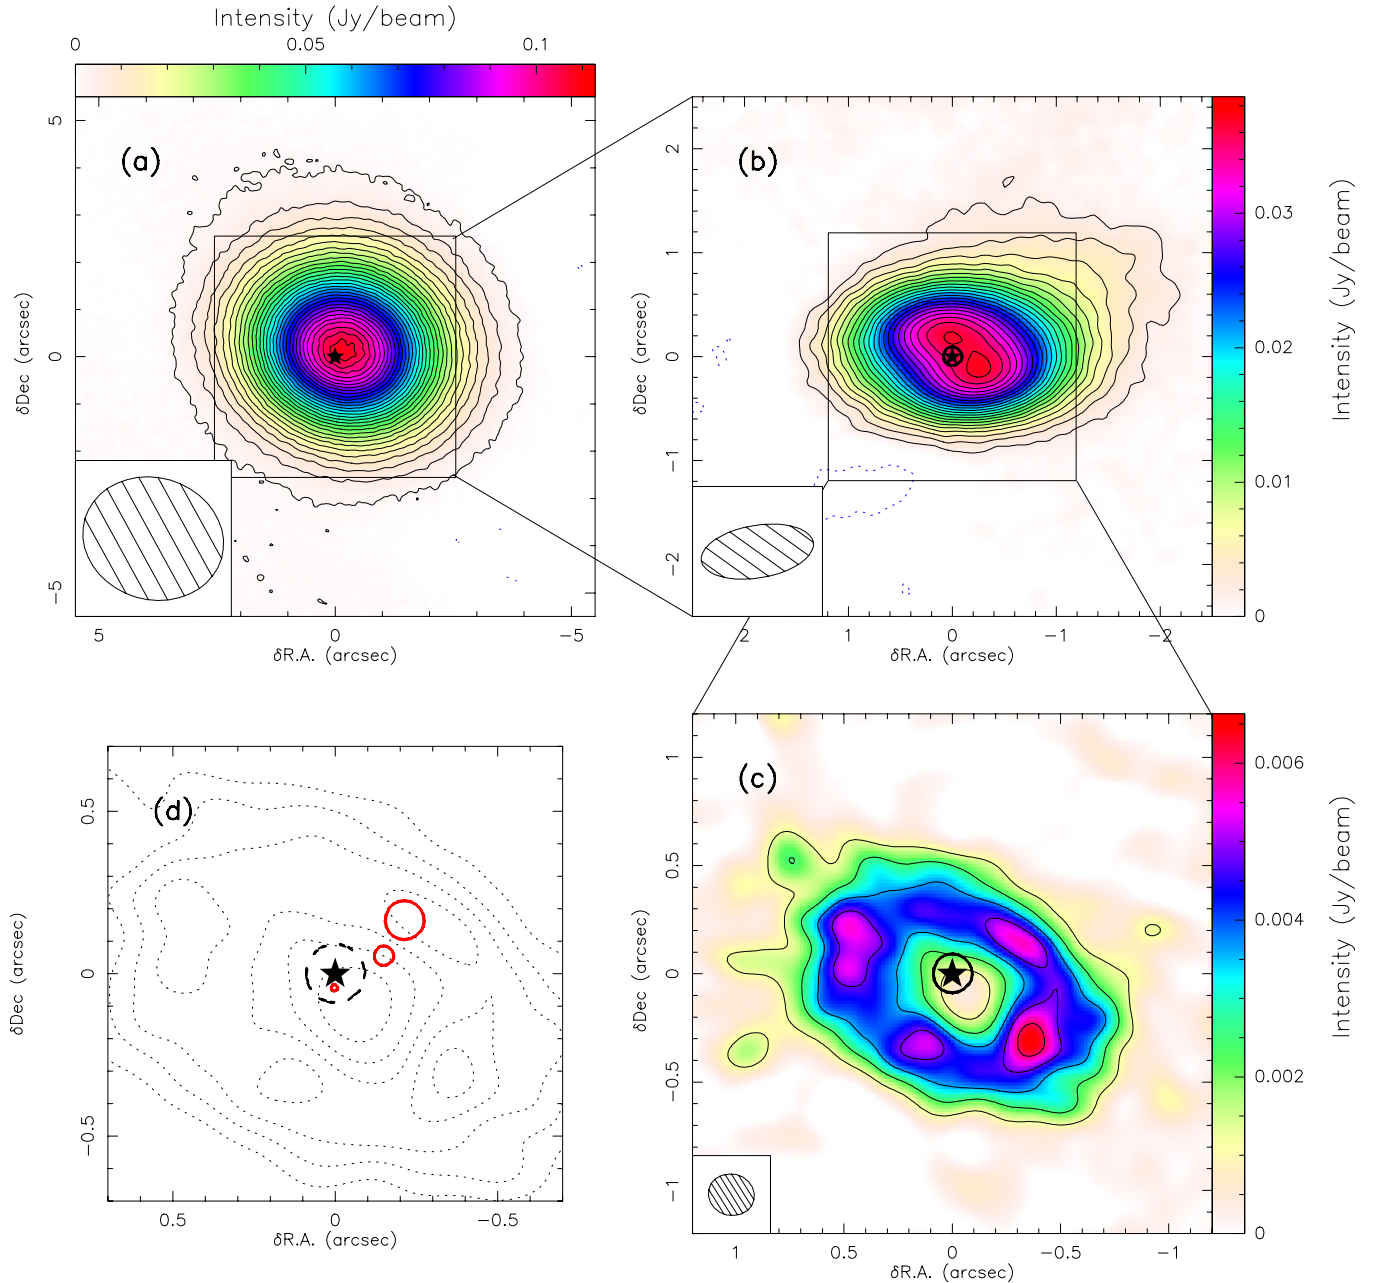 Intensity (Jy/beam)
0 0.05 0.1
(a)
5
0
−5
δDec (arcsec)
5 0 −5
δR.A. (arcsec)
(b)
2
1
0
−1
−2
δDec (arcsec)
2 1 0 −1 −2
δR.A. (arcsec)
0.03
0.02
0.01
0
Intensity (Jy/beam)
(d)
0.5
0
−0.5
δDec (arcsec)
0.5 0 −0.5
δR.A. (arcsec)
(c)
1
0.5
0
−0.5
−1
δDec (arcsec)
1 0.5 0 −0.5 −1
δR.A. (arcsec)
0.006
0.004
0.002
0
Intensity (Jy/beam)